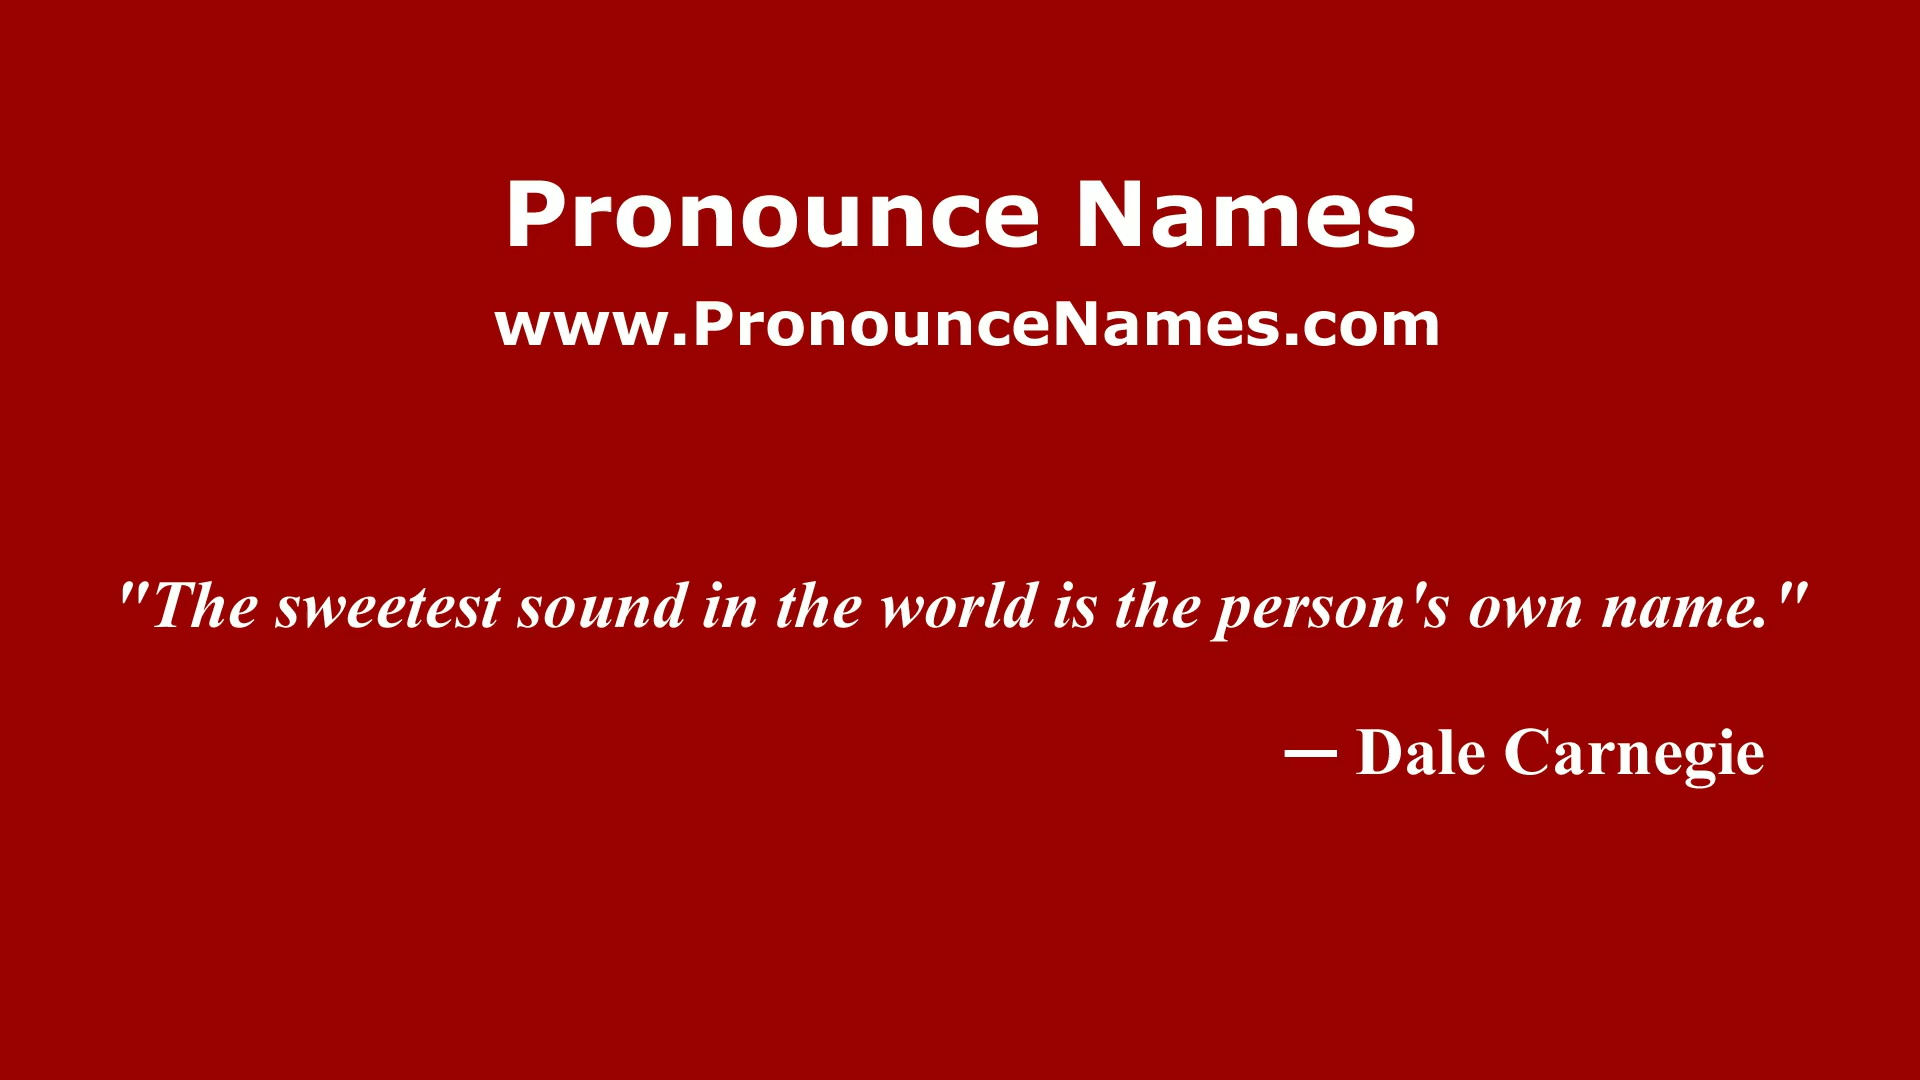 Pronounce Names
www.PronounceNames.com
"The sweetest sound in the world is the person's own name."
— Dale Carnegie